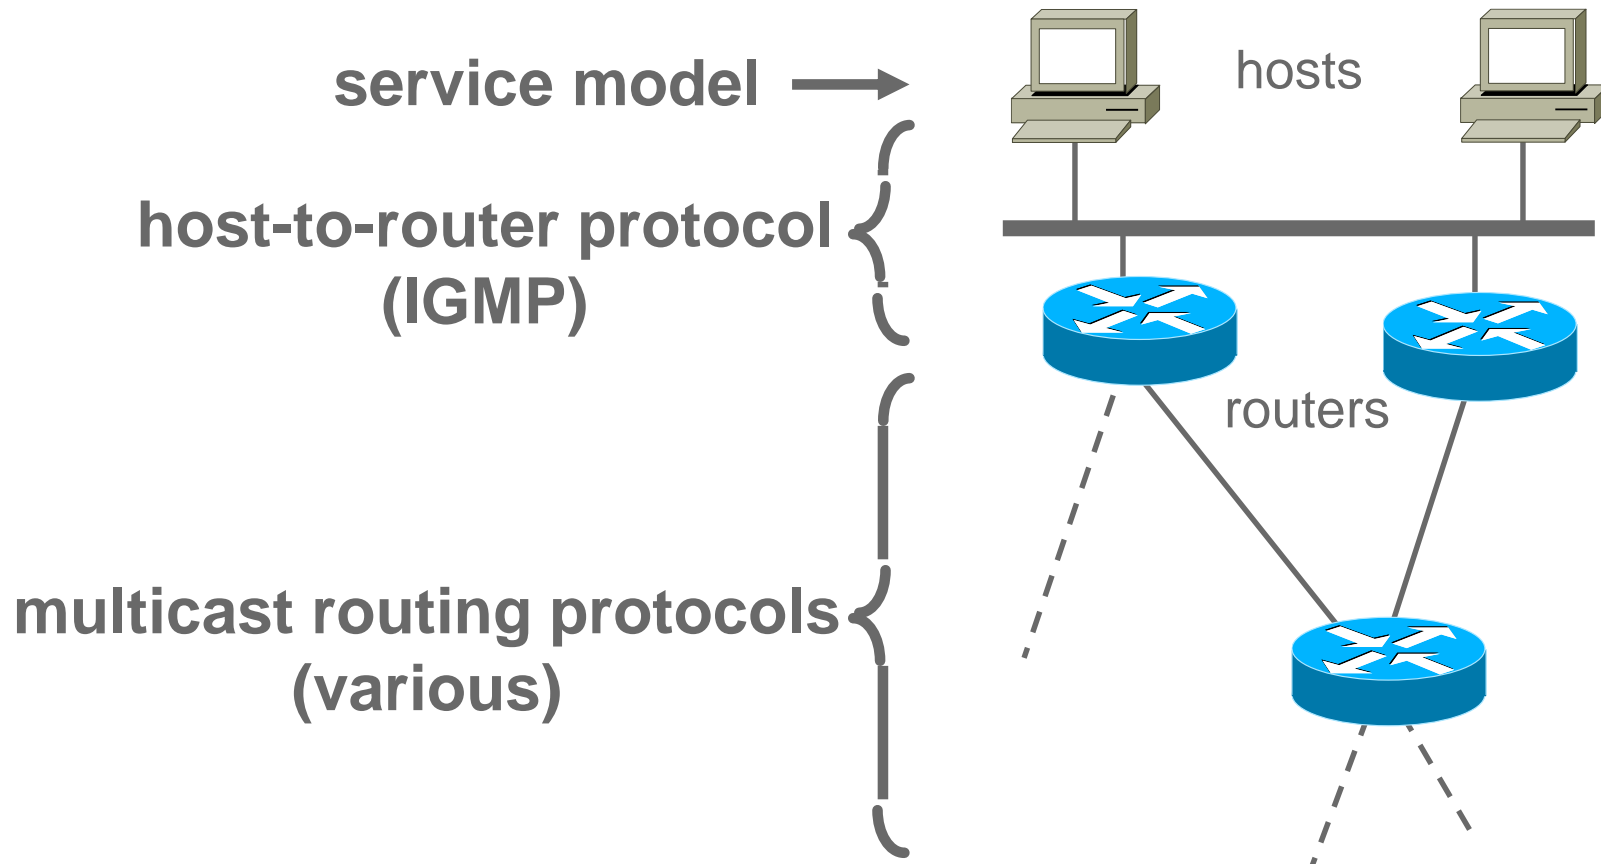 service model
hosts
host-to-router protocol
(IGMP)
routers
multicast routing protocols
(various)